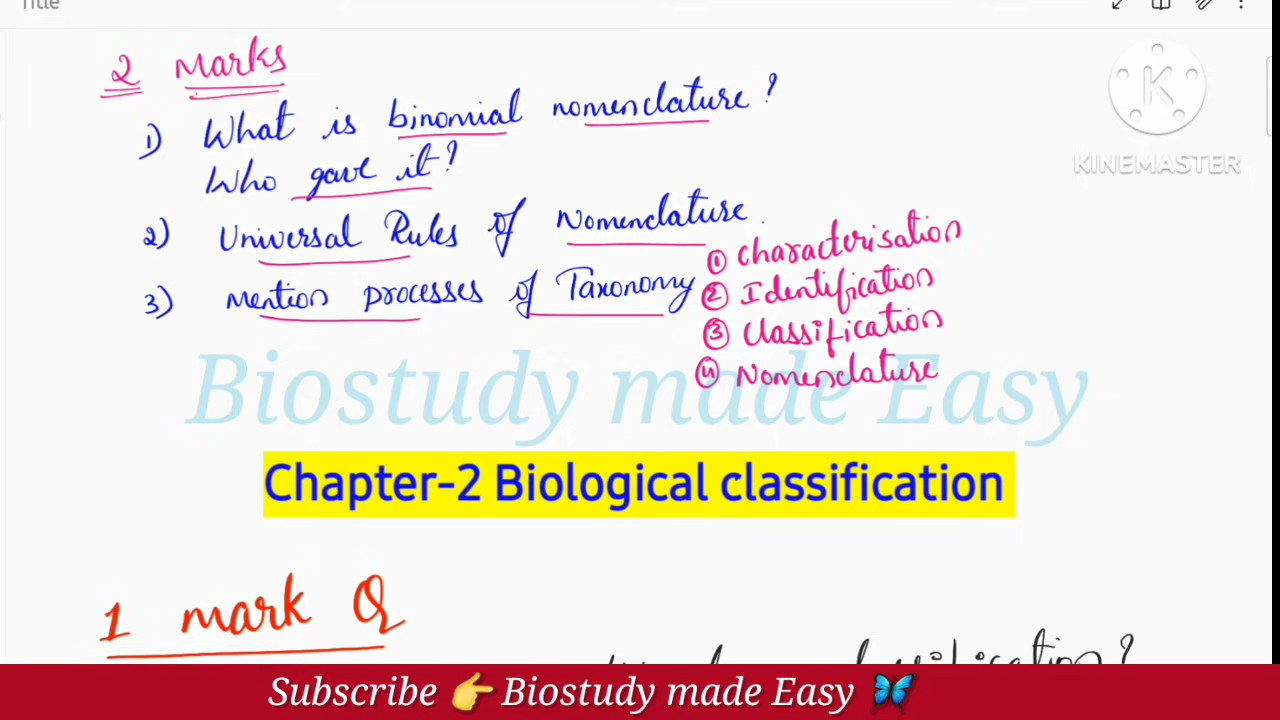 Title
2 Marks
KINEMASTER
1) What is binomial nomenclature?
Who gave it?
2) Universal Rules of Nomenclature.
3) Mention processes of Taxonomy
① Characterisation
② Identification
③ Classification
④ Nomenclature
Biostudy made Easy
Chapter-2 Biological classification
1 mark Q
Subscribe 👉 Biostudy made Easy 🦋